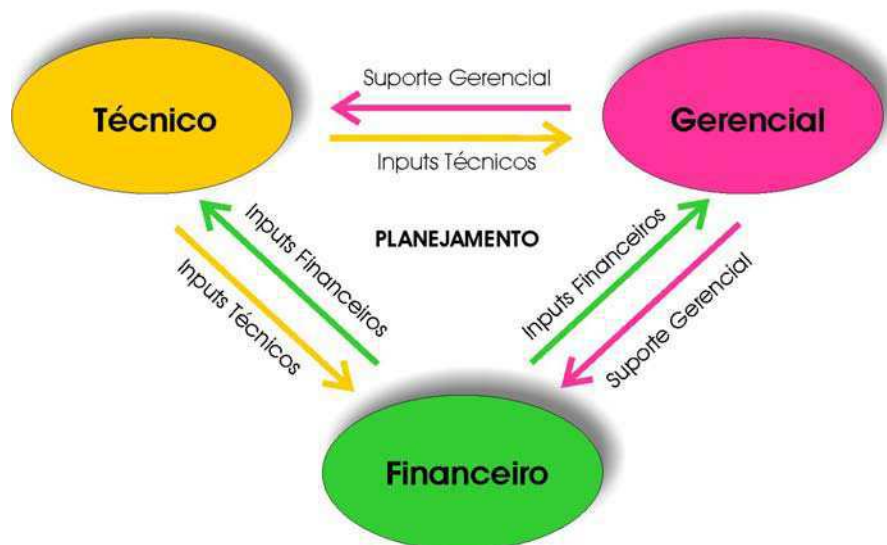 Suporte Gerencial
Técnico
Gerencial
Inputs Técnicos
Inputs Financeiros
PLANEJAMENTO
Inputs Financeiros
Inputs Técnicos
Suporte Gerencial
Financeiro